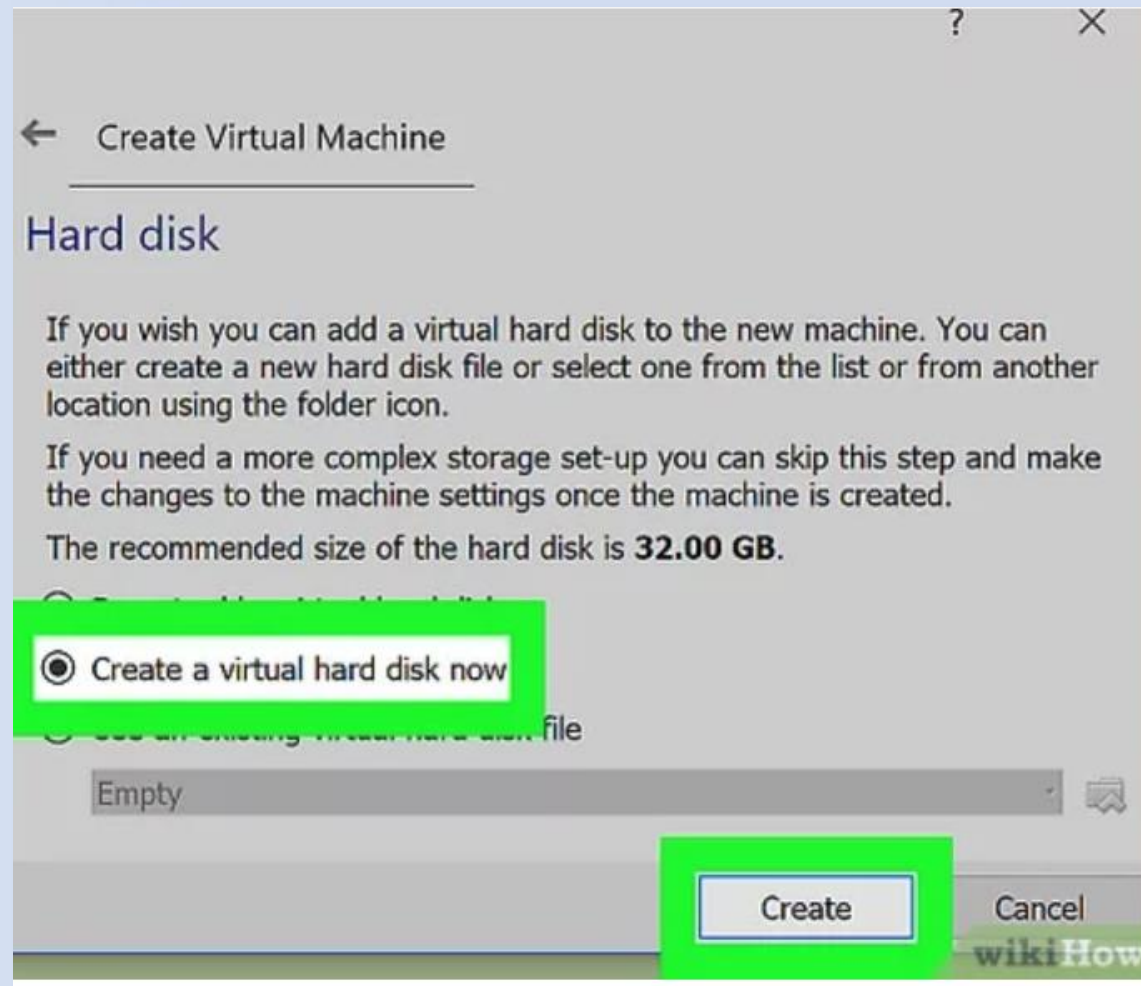 ?
Create Virtual Machine
Hard disk
If you wish you can add a virtual hard disk to the new machine. You can
either create a new hard disk file or select one from the list or from another
location using the folder icon.
If you need a more complex storage set-up you can skip this step and make
the changes to the machine settings once the machine is created.
The recommended size of the hard disk is 32.00 GB.
Create a virtual hard disk now
file
Empty
Create Cancel
wikiHow